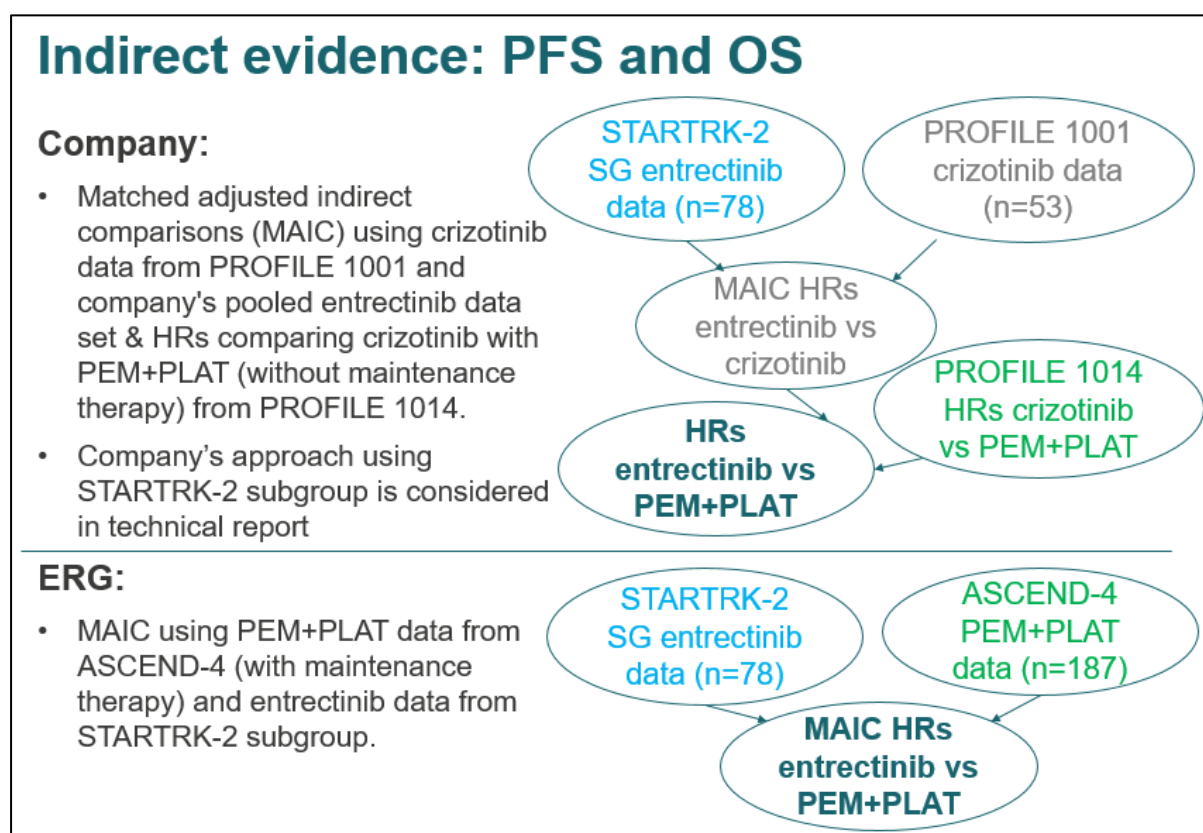 Indirect evidence: PFS and OS
Company:
• Matched adjusted indirect
comparisons (MAIC) using crizotinib
data from PROFILE 1001 and
company's pooled entrectinib data
set & HRs comparing crizotinib with
PEM+PLAT (without maintenance
therapy) from PROFILE 1014.
• Company’s approach using
STARTRK-2 subgroup is considered
in technical report
STARTRK-2
SG entrectinib
data (n=78)
PROFILE 1001
crizotinib data
(n=53)
MAIC HRs
entrectinib vs
crizotinib
PROFILE 1014
HRs crizotinib
vs PEM+PLAT
HRs
entrectinib vs
PEM+PLAT
ERG:
• MAIC using PEM+PLAT data from
ASCEND-4 (with maintenance
therapy) and entrectinib data from
STARTRK-2 subgroup.
STARTRK-2
SG entrectinib
data (n=78)
ASCEND-4
PEM+PLAT
data (n=187)
MAIC HRs
entrectinib vs
PEM+PLAT